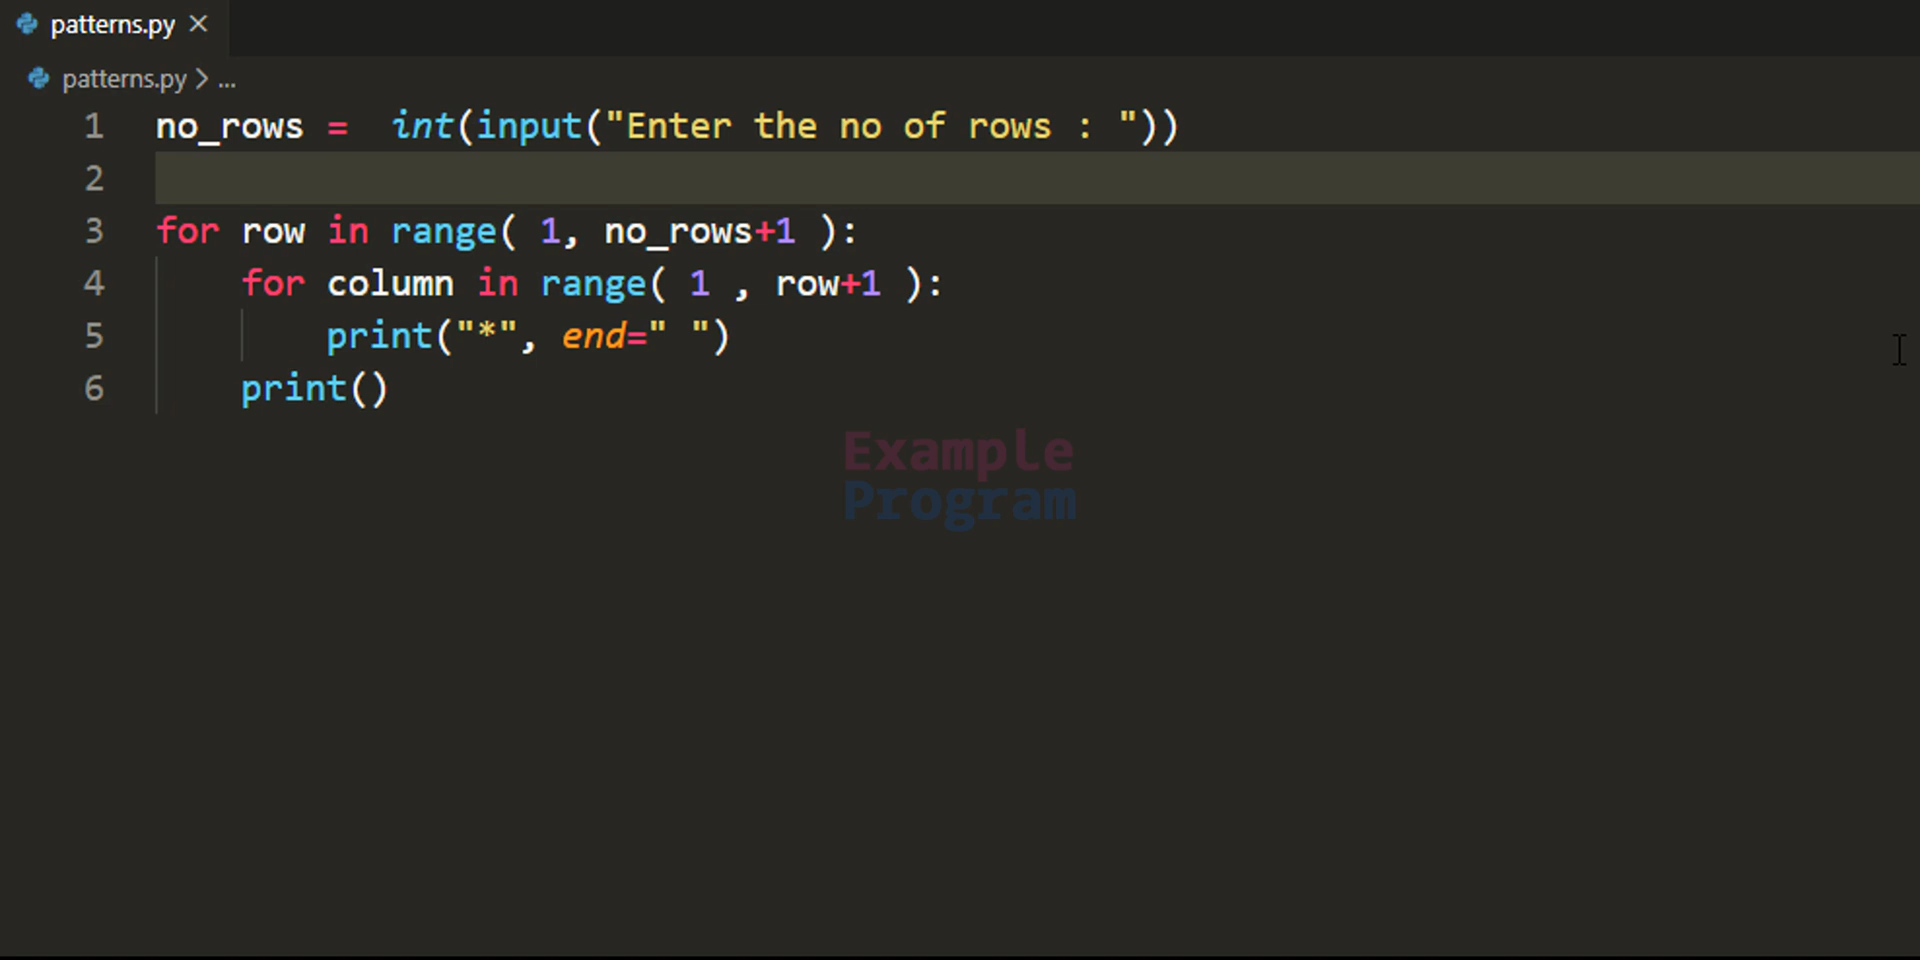 patterns.py
patterns.py > ...
1 no_rows =  int(input("Enter the no of rows : "))
2
3 for row in range( 1, no_rows+1 ):
4     for column in range( 1 , row+1 ):
5         print("*", end=" ")
6     print()
Example
Program